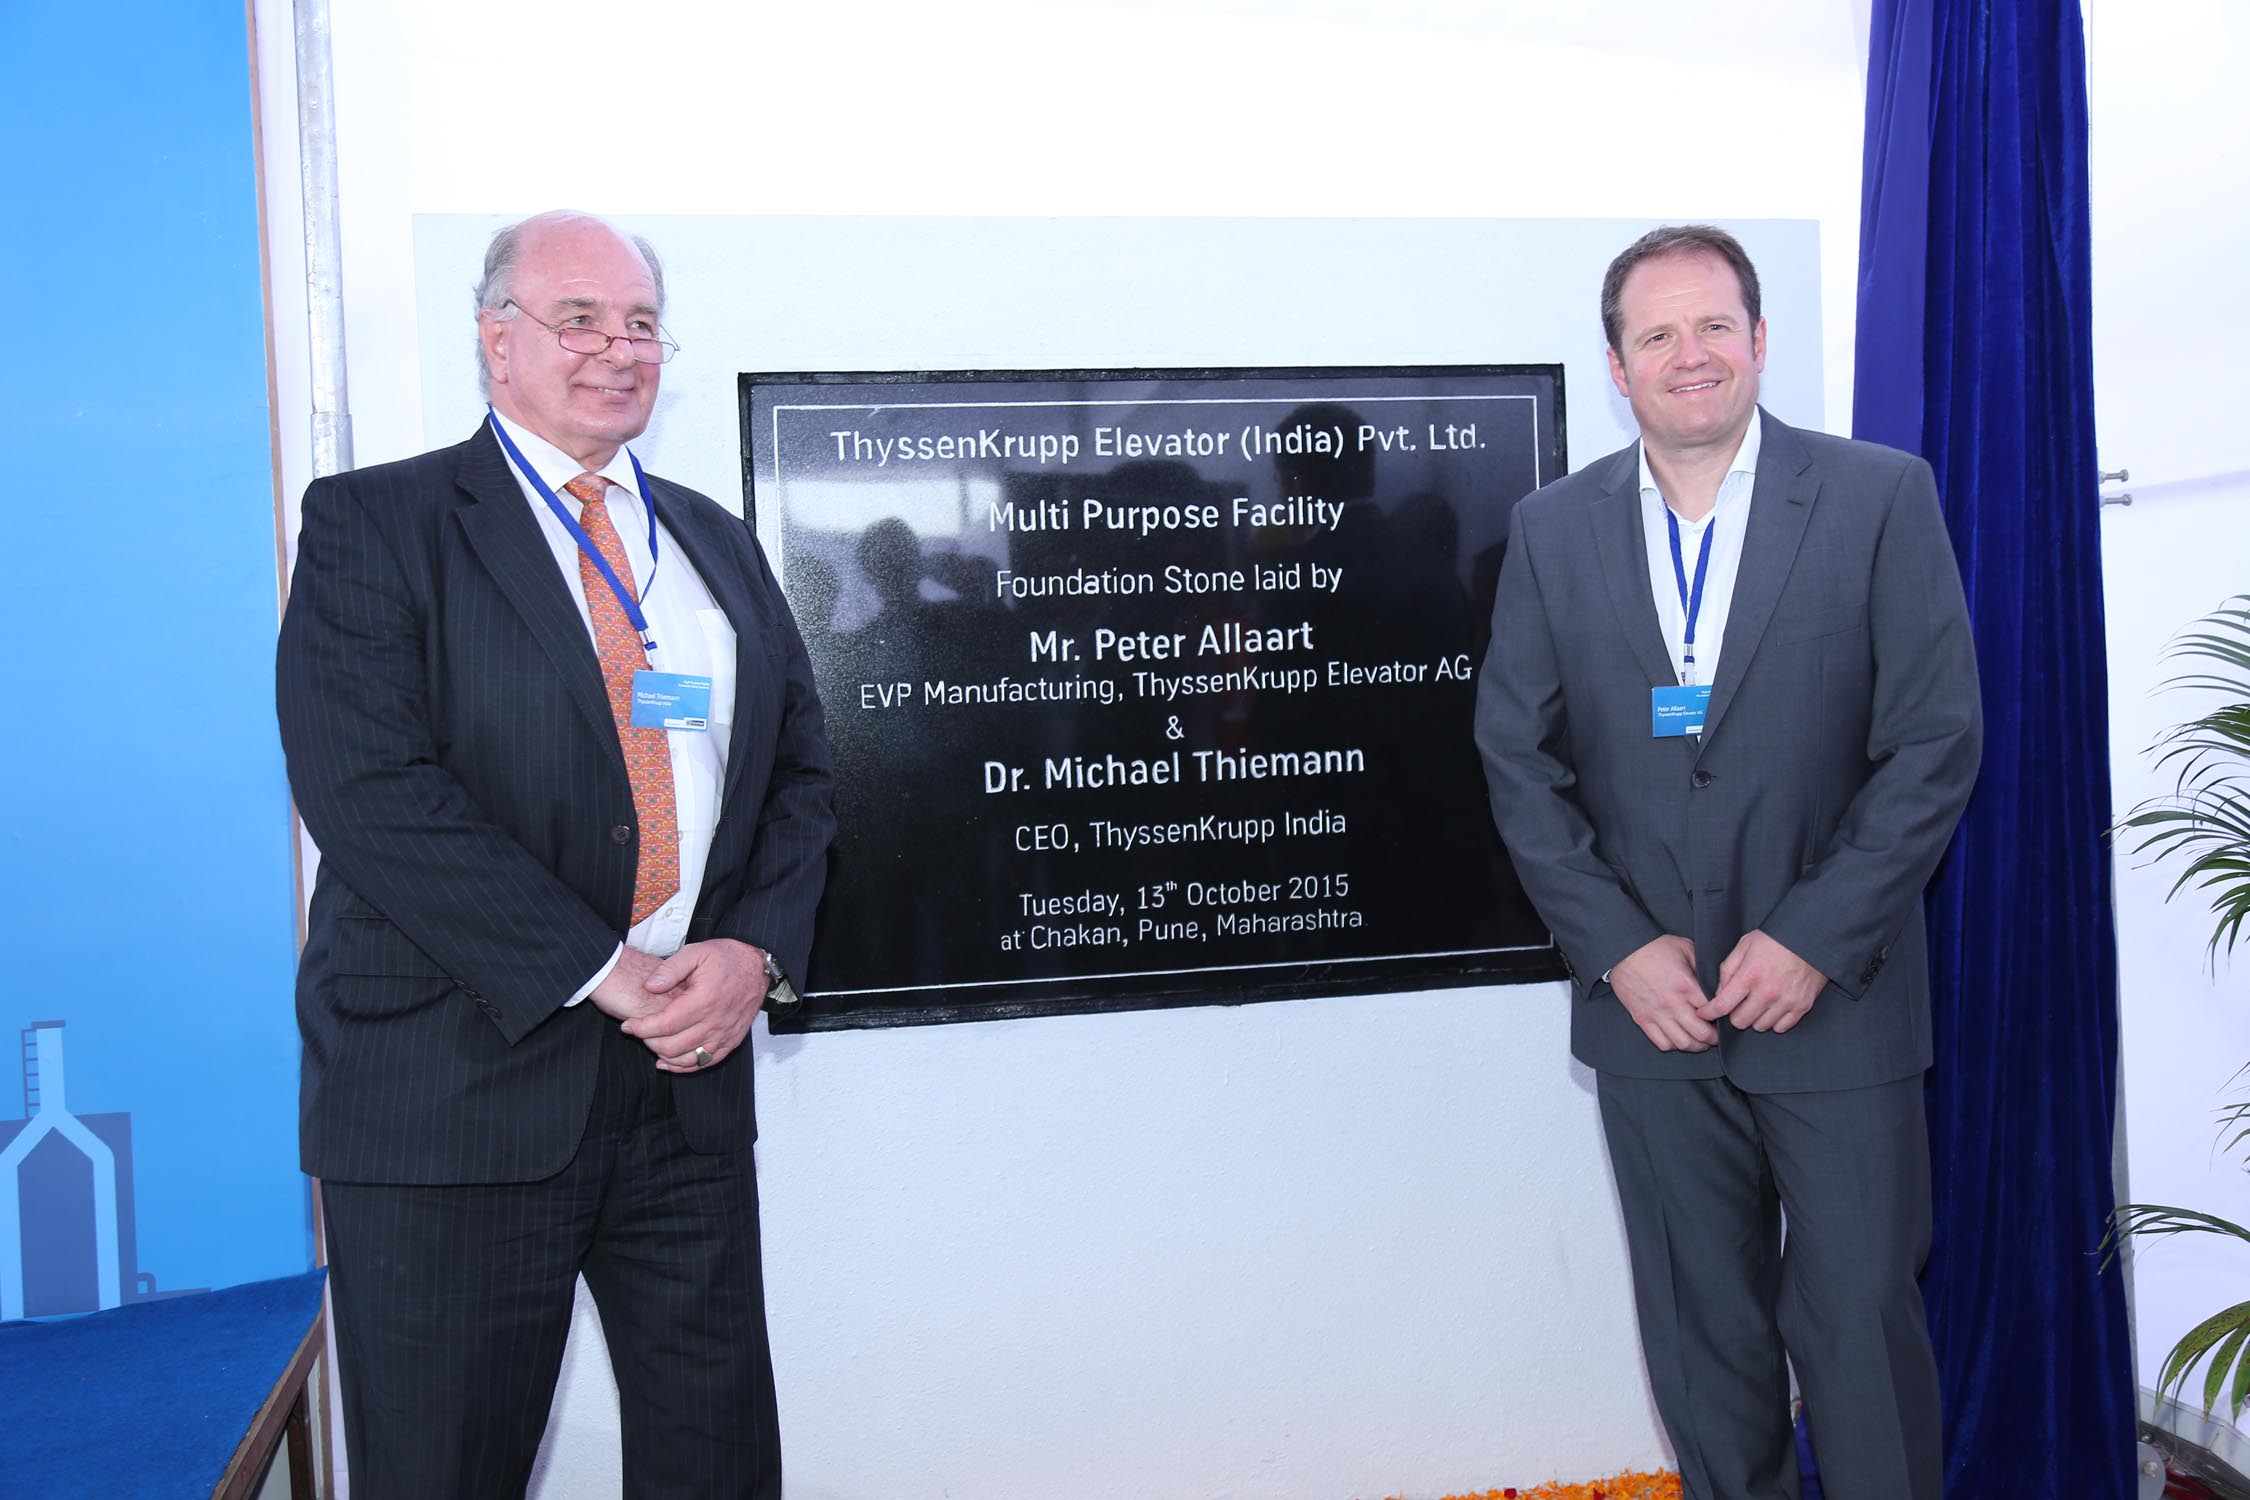 ThyssenKrupp Elevator (India) Pvt. Ltd.
Multi Purpose Facility
Foundation Stone laid by
Mr. Peter Allaart
EVP Manufacturing, ThyssenKrupp Elevator AG
&
Dr. Michael Thiemann
CEO, ThyssenKrupp India
Tuesday, 13th October 2015
at Chakan, Pune, Maharashtra.
Michael Thiemann
ThyssenKrupp India
Peter Allaart
ThyssenKrupp Elevator AG